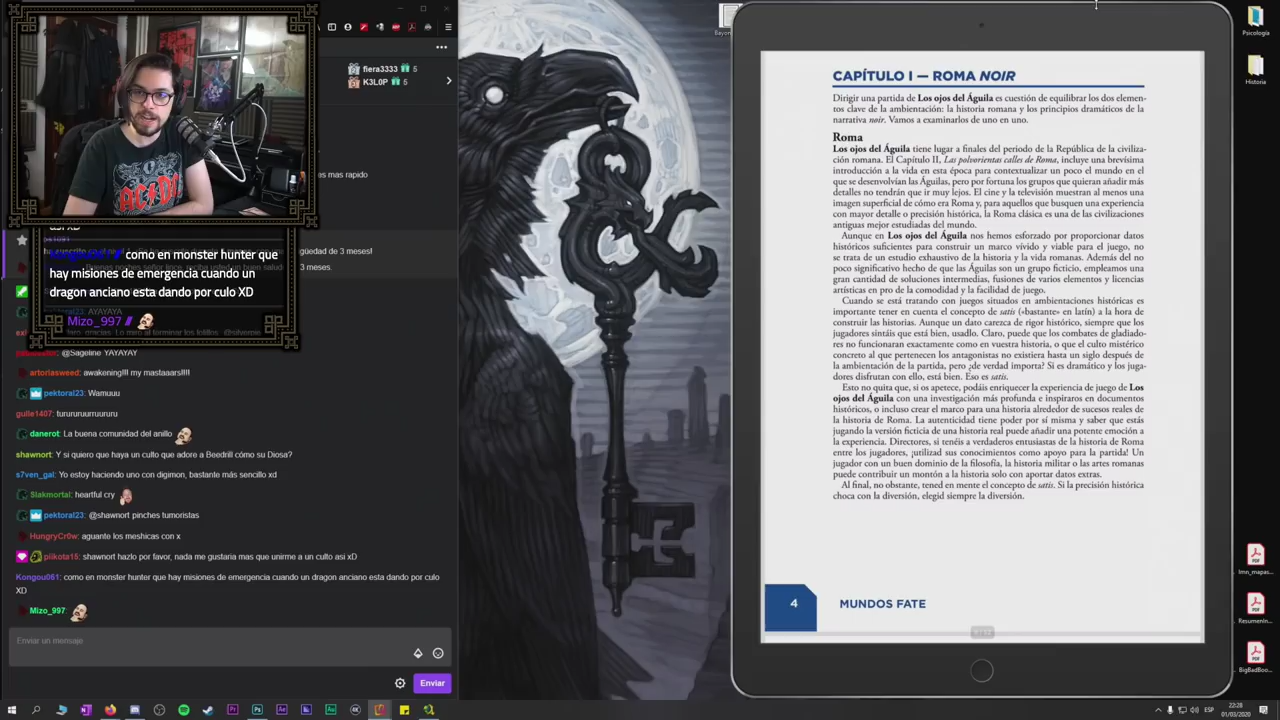 fiera3333 5
K3L0P 5
es mas rapido
así XD
Kongou061 // como en monster hunter que
hay misiones de emergencia cuando un
dragon anciano esta dando por culo XD
Mizo_997 //
AYAYAYA
@Sageline YAYAYAY
artoriasweed: awakening!!! my mastaaars!!!!
pektoral23: Wamuuu
gulle1407: turururuurruururu
danerot: La buena comunidad del anillo
shawnort: Y si quiero que haya un culto que adore a Beedrill cómo su Diosa?
s7ven_gal: Yo estoy haciendo uno con digimon, bastante más sencillo xd
Slakmortal: heartful cry
pektoral23: @shawnort pinches tumoristas
HungryCr0w: aguante los meshicas con x
piikota15: shawnort hazlo por favor, nada me gustaria mas que unirme a un culto asi xD
Kongou061: como en monster hunter que hay misiones de emergencia cuando un dragon anciano esta dando por culo
XD
Mizo_997:
Enviar un mensaje
Enviar
CAPÍTULO I — ROMA NOIR
Dirigir una partida de Los ojos del Águila es cuestión de equilibrar los dos elemen-
tos clave de la ambientación: la historia romana y los principios dramáticos de la
narrativa noir. Vamos a examinarlos de uno en uno.
Roma
Los ojos del Águila tiene lugar a finales del periodo de la República de la civiliza-
ción romana. El Capítulo II, Las polvorientas calles de Roma, incluye una brevísima
introducción a la vida en esta época para contextualizar un poco el mundo en el
que se desenvolvían las Águilas, pero por fortuna los grupos que quieran añadir más
detalles no tendrán que ir muy lejos. El cine y la televisión muestran al menos una
imagen superficial de cómo era Roma y, para aquellos que busquen una experiencia
con mayor detalle o precisión histórica, la Roma clásica es una de las civilizaciones
antiguas mejor estudiadas del mundo.
Aunque en Los ojos del Águila nos hemos esforzado por proporcionar datos
históricos suficientes para construir un marco vívido y viable para el juego, no
se trata de un estudio exhaustivo de la historia y la vida romanas. Además del no
poco significativo hecho de que las Águilas son un grupo ficticio, empleamos una
gran cantidad de soluciones intermedias, fusiones de varios elementos y licencias
artísticas en pro de la comodidad y la facilidad de juego.
Cuando se está tratando con juegos situados en ambientaciones históricas es
importante tener en cuenta el concepto de satis («bastante» en latín) a la hora de
construir las historias. Aunque un dato carezca de rigor histórico, siempre que los
jugadores sintáis que encaja bien, usadlo. Claro, puede que los combates de gladiado-
res no funcionaran exactamente como en vuestra historia, o que el culto mistérico
concreto al que pertenecen los antagonistas no existiera hasta un siglo después de
la ambientación de la partida, pero ¿de verdad importa? Si es dramático y los juga-
dores disfrutan con ello, está bien. Eso es satis.
Esto no quita que, si os apetece, podáis enriquecer la experiencia de juego de Los
ojos del Águila con una investigación más profunda e inspiraros en documentos
históricos, o incluso crear el marco para una historia alrededor de sucesos reales de
la historia de Roma. La autenticidad tiene poder por sí misma y saber que estás
jugando la versión ficticia de una historia real puede añadir una potente emoción a
la experiencia. Directores, si tenéis a verdaderos entusiastas de la historia de Roma
entre los jugadores, ¡utilizad sus conocimientos como apoyo para la partida! Un
jugador con un buen dominio de la filosofía, la historia militar o las artes romanas
puede contribuir un montón a la historia solo con aportar datos extras.
Al final, no obstante, tened en mente el concepto de satis. Si la precisión histórica
choca con la diversión, elegid siempre la diversión.
4 MUNDOS FATE
Psicología
Historia
lmn_mapas...
Resumenin...
BigBadBoo...
ESP
22:28
01/03/2020